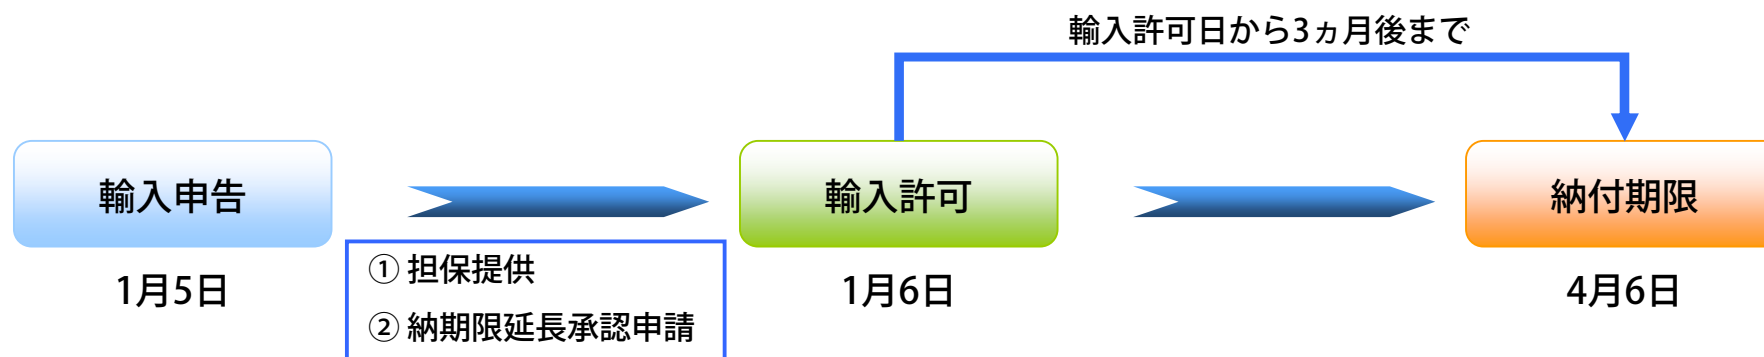 輸入許可日から3ヵ月後まで
輸入申告
輸入許可
納付期限
1月5日
① 担保提供
② 納期限延長承認申請
1月6日
4月6日